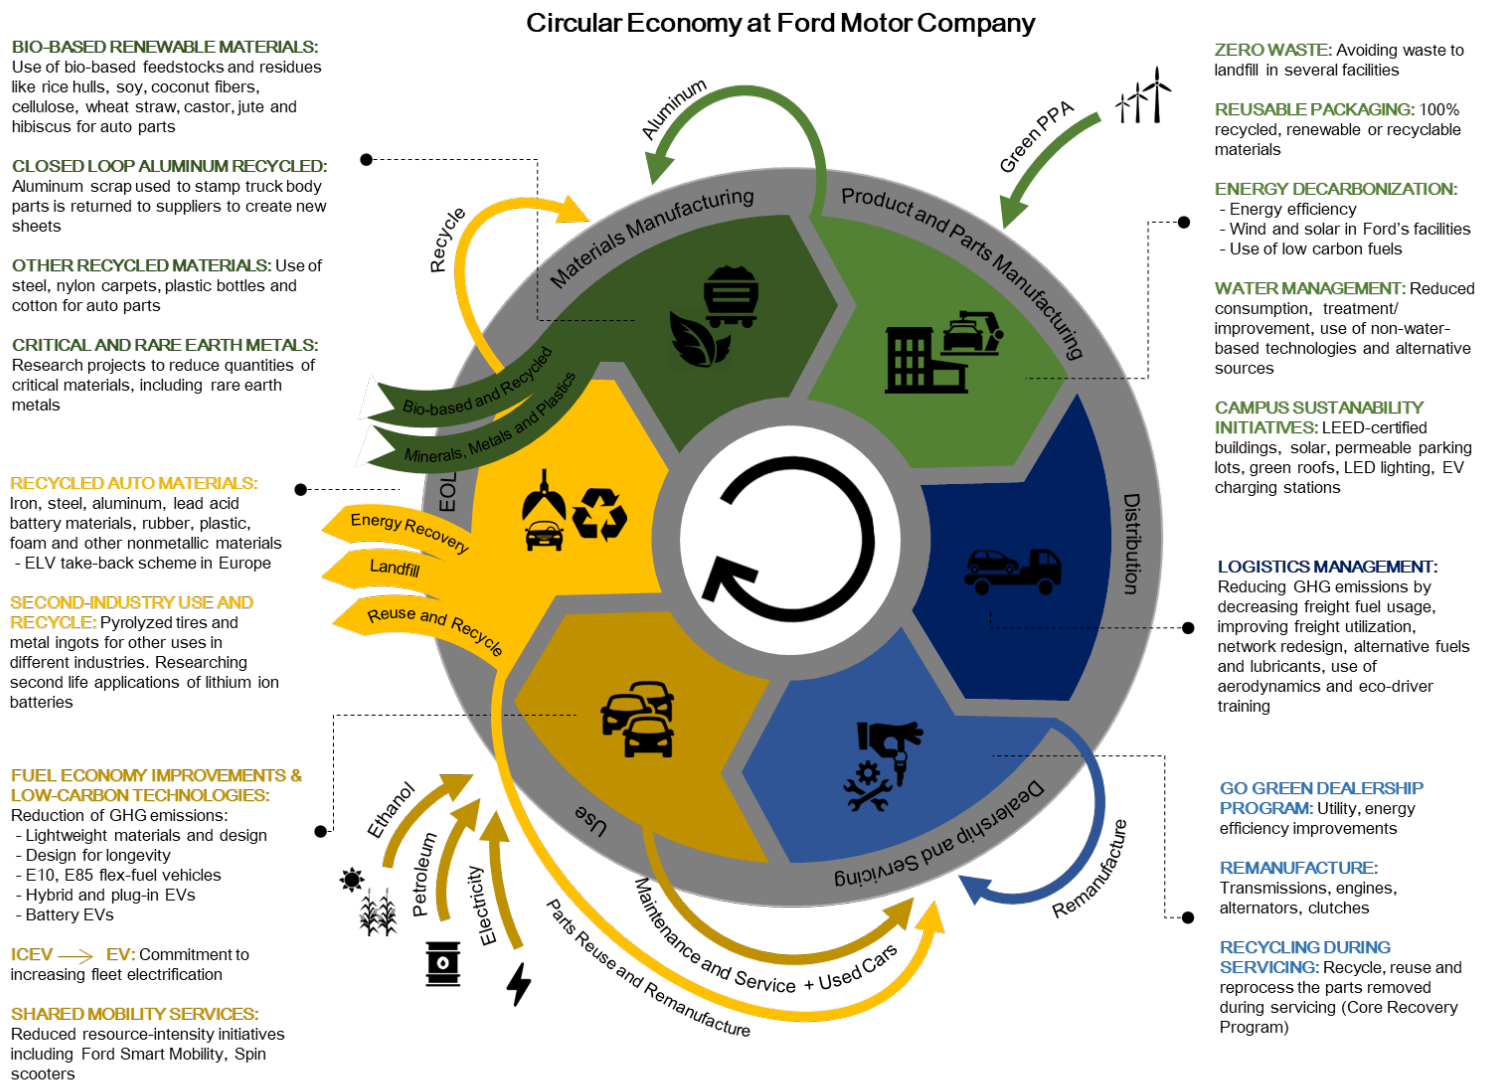 Circular Economy at Ford Motor Company
BIO-BASED RENEWABLE MATERIALS:
Use of bio-based feedstocks and residues
like rice hulls, soy, coconut fibers,
cellulose, wheat straw, castor, jute and
hibiscus for auto parts
CLOSED LOOP ALUMINUM RECYCLED:
Aluminum scrap used to stamp truck body
parts is returned to suppliers to create new
sheets
OTHER RECYCLED MATERIALS: Use of
steel, nylon carpets, plastic bottles and
cotton for auto parts
CRITICAL AND RARE EARTH METALS:
Research projects to reduce quantities of
critical materials, including rare earth
metals
RECYCLED AUTO MATERIALS:
Iron, steel, aluminum, lead acid
battery materials, rubber, plastic,
foam and other nonmetallic materials
- ELV take-back scheme in Europe
SECOND-INDUSTRY USE AND
RECYCLE: Pyrolyzed tires and
metal ingots for other uses in
different industries. Researching
second life applications of lithium ion
batteries
FUEL ECONOMY IMPROVEMENTS &
LOW-CARBON TECHNOLOGIES:
Reduction of GHG emissions:
- Lightweight materials and design
- Design for longevity
- E10, E85 flex-fuel vehicles
- Hybrid and plug-in EVs
- Battery EVs
ICEV → EV: Commitment to
increasing fleet electrification
SHARED MOBILITY SERVICES:
Reduced resource-intensity initiatives
including Ford Smart Mobility, Spin
scooters
Aluminum
Green PPA
Recycle
Materials Manufacturing
Product and Parts Manufacturing
Bio-based and Recycled
Minerals, Metals and Plastics
EOL
Energy Recovery
Landfill
Reuse and Recycle
Distribution
Use
Dealership and Servicing
Ethanol
Petroleum
Electricity
Maintenance and Service + Used Cars
Parts Reuse and Remanufacture
Remanufacture
ZERO WASTE: Avoiding waste to
landfill in several facilities
REUSABLE PACKAGING: 100%
recycled, renewable or recyclable
materials
ENERGY DECARBONIZATION:
- Energy efficiency
- Wind and solar in Ford's facilities
- Use of low carbon fuels
WATER MANAGEMENT: Reduced
consumption, treatment/
improvement, use of non-water-
based technologies and alternative
sources
CAMPUS SUSTANABILITY
INITIATIVES: LEED-certified
buildings, solar, permeable parking
lots, green roofs, LED lighting, EV
charging stations
LOGISTICS MANAGEMENT:
Reducing GHG emissions by
decreasing freight fuel usage,
improving freight utilization,
network redesign, alternative fuels
and lubricants, use of
aerodynamics and eco-driver
training
GO GREEN DEALERSHIP
PROGRAM: Utility, energy
efficiency improvements
REMANUFACTURE:
Transmissions, engines,
alternators, clutches
RECYCLING DURING
SERVICING: Recycle, reuse and
reprocess the parts removed
during servicing (Core Recovery
Program)